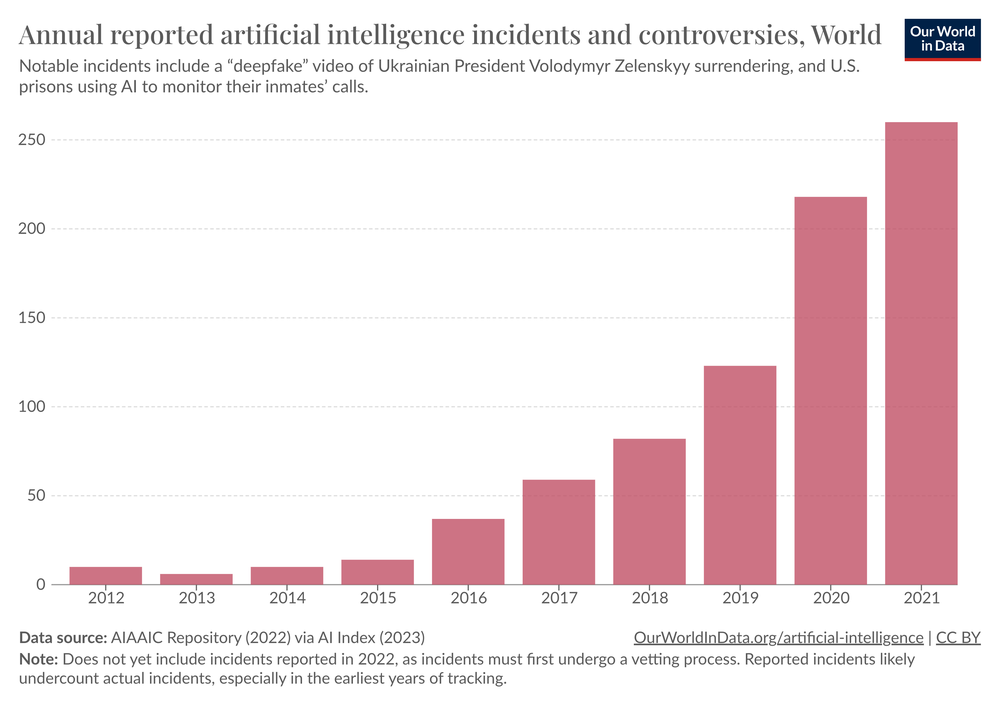 Annual reported artificial intelligence incidents and controversies, World
Our World
in Data
Notable incidents include a “deepfake” video of Ukrainian President Volodymyr Zelenskyy surrendering, and U.S.
prisons using AI to monitor their inmates’ calls.
250
200
150
100
50
0
2012 2013 2014 2015 2016 2017 2018 2019 2020 2021
Data source: AIAAIC Repository (2022) via AI Index (2023)
OurWorldInData.org/artificial-intelligence | CC BY
Note: Does not yet include incidents reported in 2022, as incidents must first undergo a vetting process. Reported incidents likely
undercount actual incidents, especially in the earliest years of tracking.